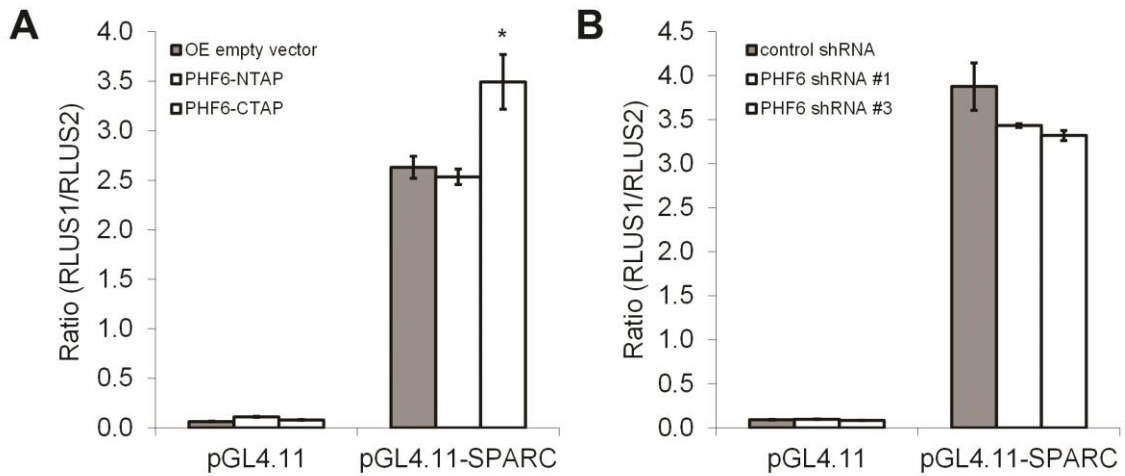 A
*
OE empty vector
PHF6-NTAP
PHF6-CTAP
Ratio (RLUS1/RLUS2)
4.0
3.5
3.0
2.5
2.0
1.5
1.0
0.5
0.0
pGL4.11
pGL4.11-SPARC
B
control shRNA
PHF6 shRNA #1
PHF6 shRNA #3
Ratio (RLUS1/RLUS2)
4.5
4.0
3.5
3.0
2.5
2.0
1.5
1.0
0.5
0.0
pGL4.11
pGL4.11-SPARC